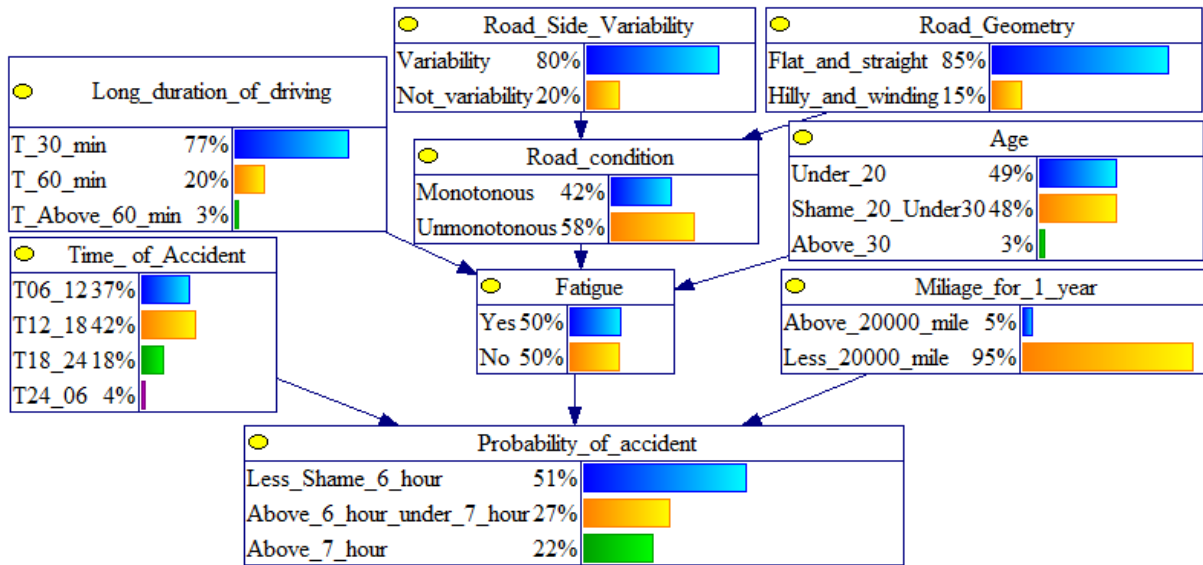 Road_Side_Variability
Variability 80%
Not_variability 20%
Road_Geometry
Flat_and_straight 85%
Hilly_and_winding 15%
Long_duration_of_driving
T_30_min 77%
T_60_min 20%
T_Above_60_min 3%
Road_condition
Monotonous 42%
Unmonotonous 58%
Age
Under_20 49%
Shame_20_Under30 48%
Above_30 3%
Time_ of_Accident
T06_12 37%
T12_18 42%
T18_24 18%
T24_06 4%
Fatigue
Yes 50%
No 50%
Miliage_for_1_year
Above_20000_mile 5%
Less_20000_mile 95%
Probability_of_accident
Less_Shame_6_hour 51%
Above_6_hour_under_7_hour 27%
Above_7_hour 22%